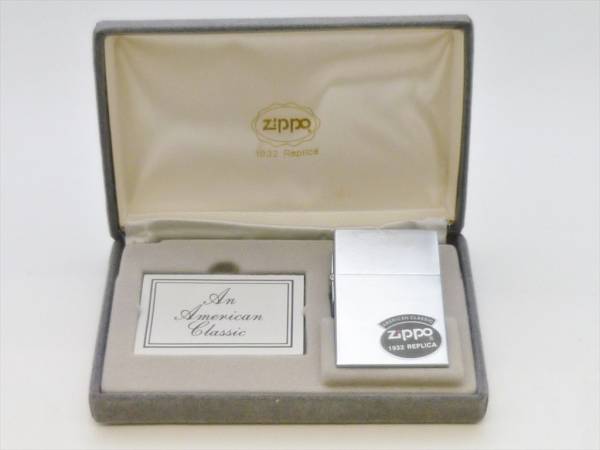 Zippo
1932 Replica
An
American
Classic
AMERICAN CLASSIC
Zippo
1932 REPLICA